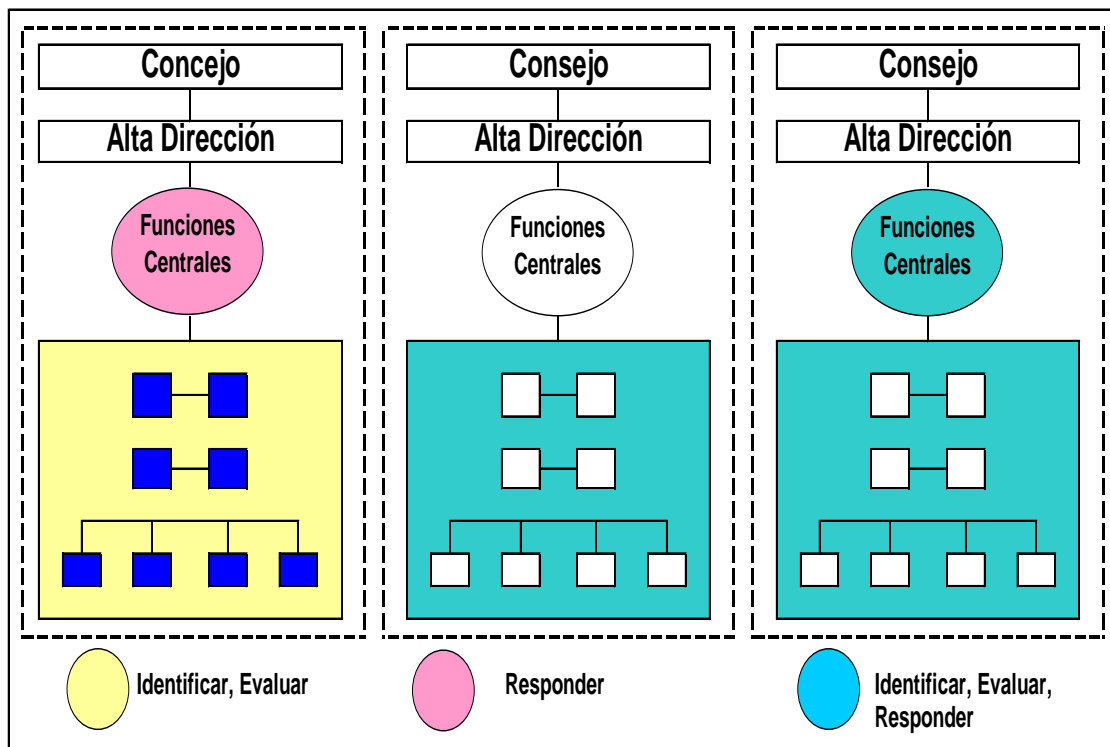 Concejo
Alta Dirección
Funciones
Centrales
Consejo
Alta Dirección
Funciones
Centrales
Consejo
Alta Dirección
Funciones
Centrales
Identificar, Evaluar
Responder
Identificar, Evaluar,
Responder